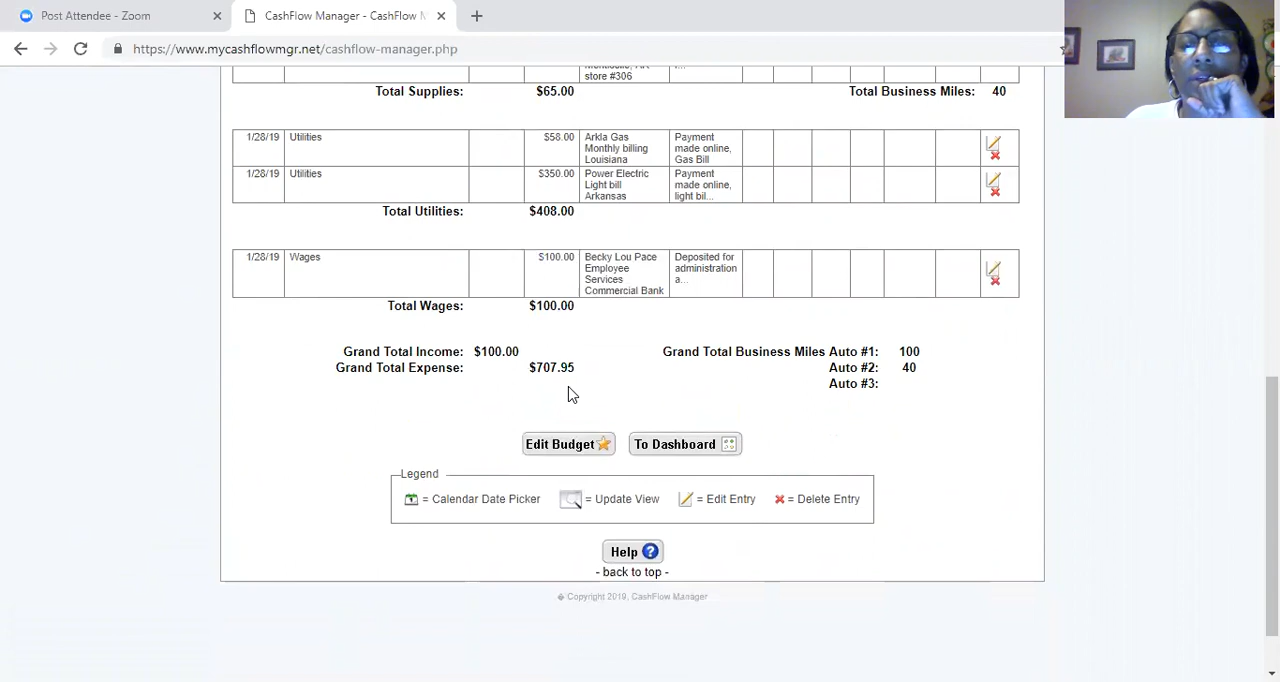 Post Attendee - Zoom
CashFlow Manager - CashFlow M
https://www.mycashflowmgr.net/cashflow-manager.php
store #306
Total Supplies: $65.00 Total Business Miles: 40
1/28/19 Utilities $58.00 Arkla Gas Payment
Monthly billing made online,
Louisiana Gas Bill
1/28/19 Utilities $350.00 Power Electric Payment
Light bill made online,
Arkansas light bil...
Total Utilities: $408.00
1/28/19 Wages $100.00 Becky Lou Pace Deposited for
Employee administration
Services a...
Commercial Bank
Total Wages: $100.00
Grand Total Income: $100.00 Grand Total Business Miles Auto #1: 100
Grand Total Expense: $707.95 Auto #2: 40
Auto #3:
Edit Budget To Dashboard
Legend
= Calendar Date Picker = Update View = Edit Entry = Delete Entry
Help ?
- back to top -
� Copyright 2019, CashFlow Manager